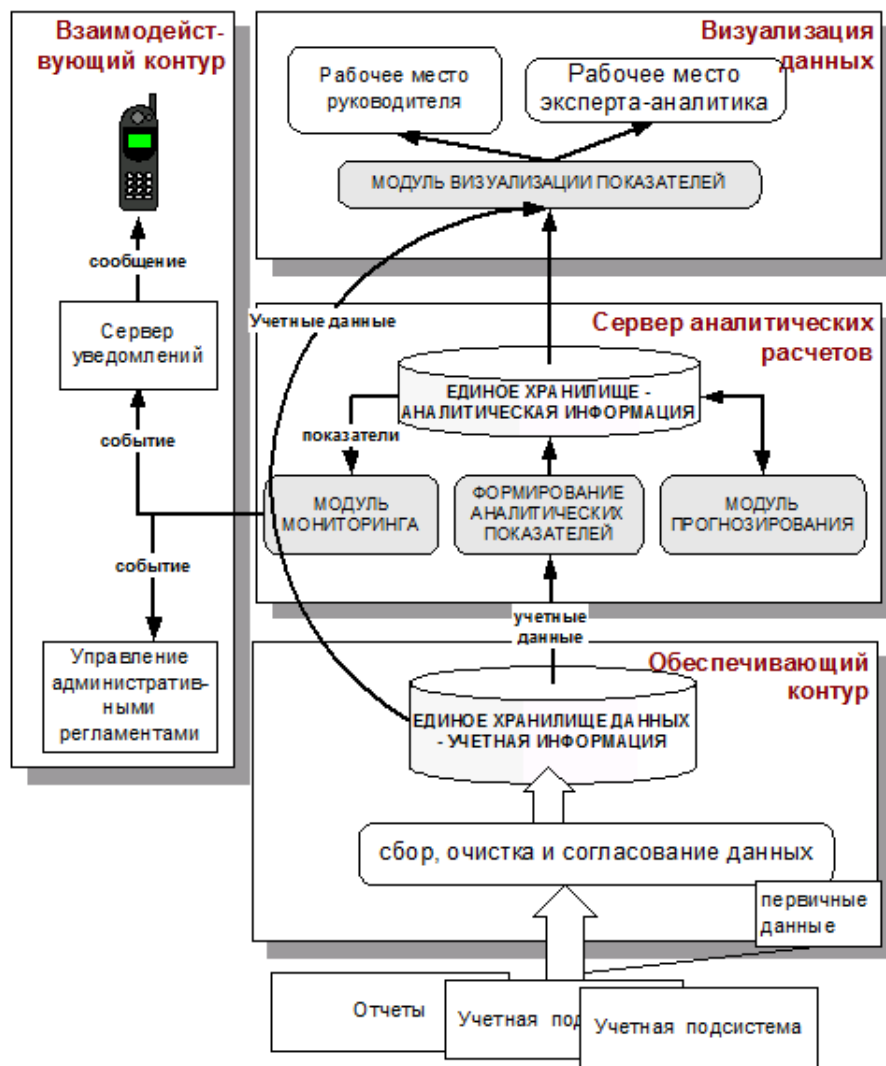 Взаимодейст-
вующий контур
сообщение
Сервер
уведомлений
событие
событие
Управление
административ-
ными
регламентами
Визуализация
данных
Рабочее место
руководителя
Рабочее место
эксперта-аналитика
МОДУЛЬ ВИЗУАЛИЗАЦИИ ПОКАЗАТЕЛЕЙ
Учетные данные
Сервер аналитических
расчетов
ЕДИНОЕ ХРАНИЛИЩЕ -
АНАЛИТИЧЕСКАЯ ИНФОРМАЦИЯ
показатели
МОДУЛЬ
МОНИТОРИНГА
ФОРМИРОВАНИЕ
АНАЛИТИЧЕСКИХ
ПОКАЗАТЕЛЕЙ
МОДУЛЬ
ПРОГНОЗИРОВАНИЯ
учетные
данные
Обеспечивающий
контур
ЕДИНОЕ ХРАНИЛИЩЕ ДАННЫХ
- УЧЕТНАЯ ИНФОРМАЦИЯ
сбор, очистка и согласование данных
первичные
данные
Отчеты
Учетная под
Учетная подсистема